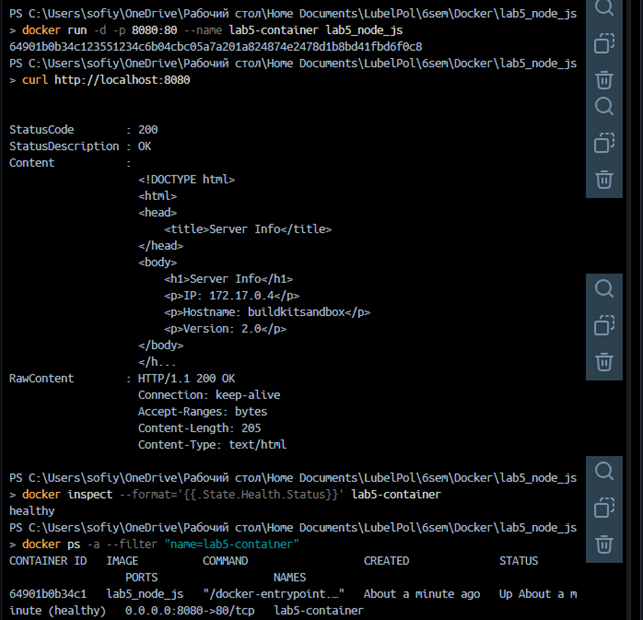 PS C:\Users\sofiy\OneDrive\Рабочий стол\Home Documents\LubelPol\6sem\Docker\lab5_node_js
> docker run -d -p 8080:80 --name lab5-container lab5_node_js
64901b0b34c123551234c6b04cbc05a7a201a824874e2478d1b8bd41fbd6f0c8
PS C:\Users\sofiy\OneDrive\Рабочий стол\Home Documents\LubelPol\6sem\Docker\lab5_node_js
> curl http://localhost:8080
StatusCode        : 200
StatusDescription : OK
Content           :
<!DOCTYPE html>
<html>
<head>
<title>Server Info</title>
</head>
<body>
<h1>Server Info</h1>
<p>IP: 172.17.0.4</p>
<p>Hostname: buildkitsandbox</p>
<p>Version: 2.0</p>
</body>
</h...
RawContent        : HTTP/1.1 200 OK
Connection: keep-alive
Accept-Ranges: bytes
Content-Length: 205
Content-Type: text/html
PS C:\Users\sofiy\OneDrive\Рабочий стол\Home Documents\LubelPol\6sem\Docker\lab5_node_js
> docker inspect --format='{{.State.Health.Status}}' lab5-container
healthy
PS C:\Users\sofiy\OneDrive\Рабочий стол\Home Documents\LubelPol\6sem\Docker\lab5_node_js
> docker ps -a --filter "name=lab5-container"
CONTAINER ID   IMAGE          COMMAND                  CREATED              STATUS
PORTS                  NAMES
64901b0b34c1   lab5_node_js   "/docker-entrypoint.…"   About a minute ago   Up About a m
inute (healthy)   0.0.0.0:8080->80/tcp   lab5-container